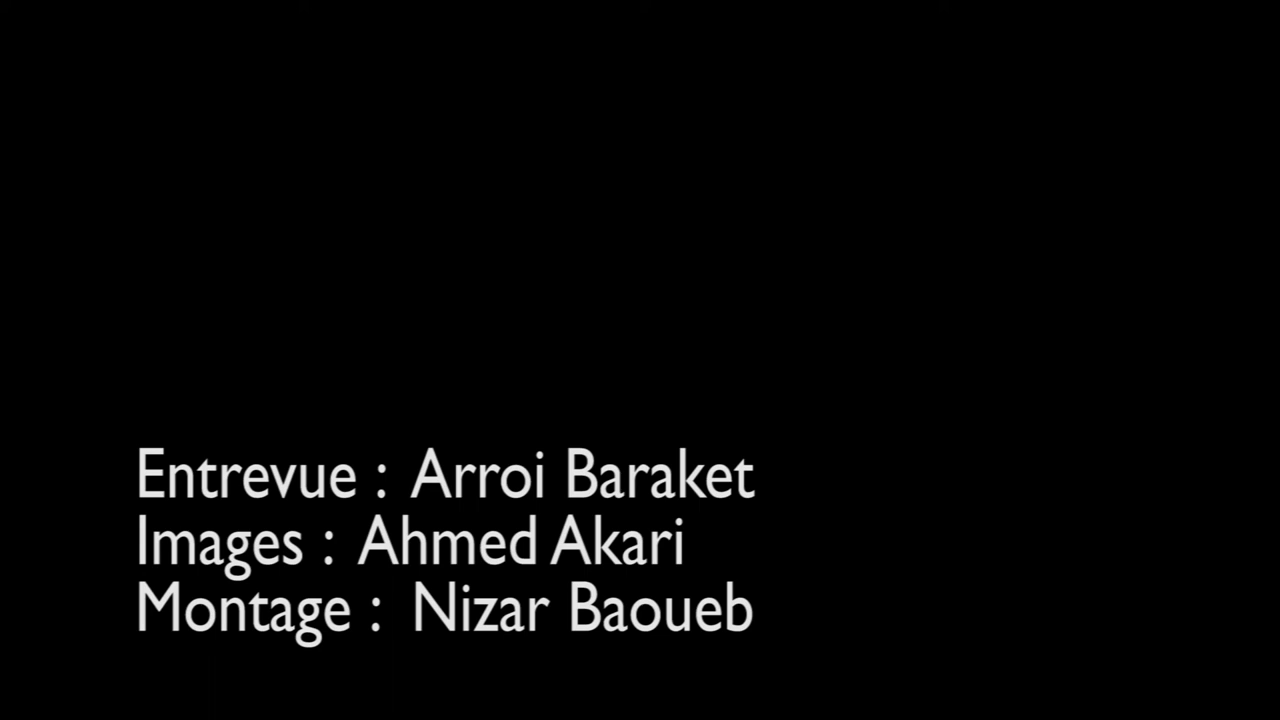 Entrevue : Arroi Baraket
Images : Ahmed Akari
Montage : Nizar Baoueb